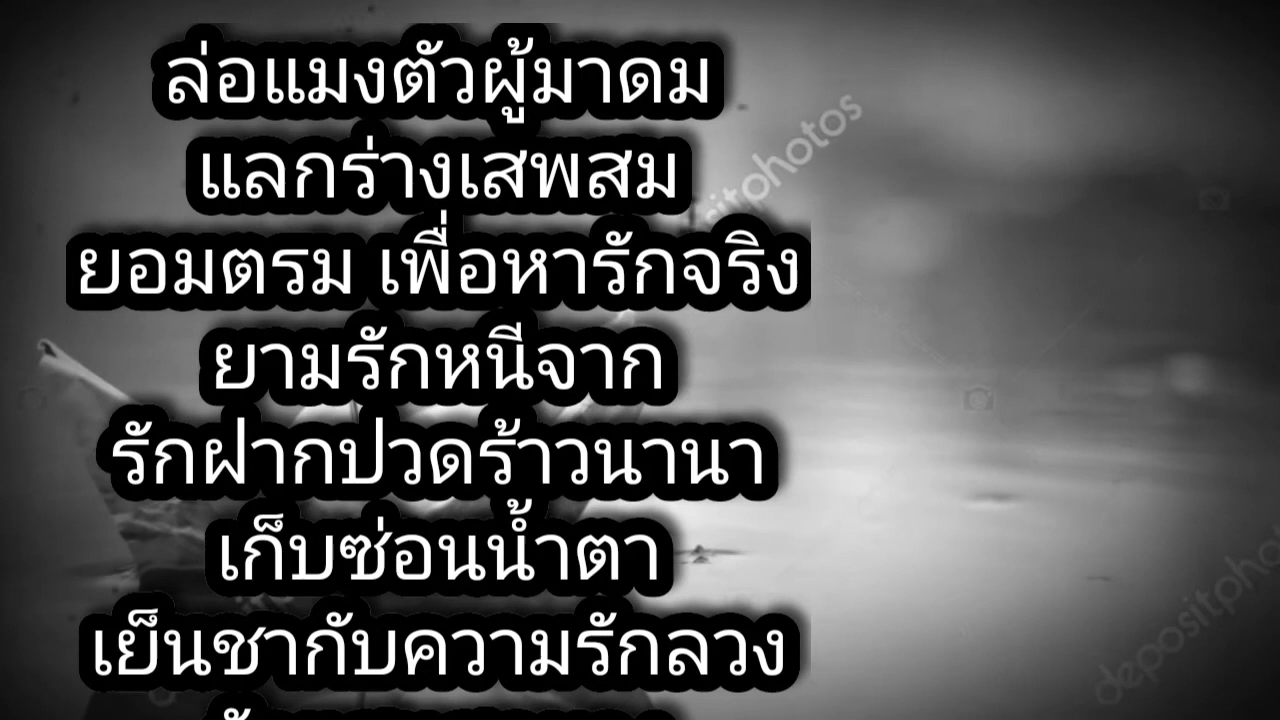 ล่อแมงตัวผู้มาดม
แลกร่างเสพสม
ยอมตรม เพื่อหารักจริง
ยามรักหนีจาก
รักฝากปวดร้าวนานา
เก็บซ่อนน้ำตา
เย็นชากับความรักลวง
depositphotos